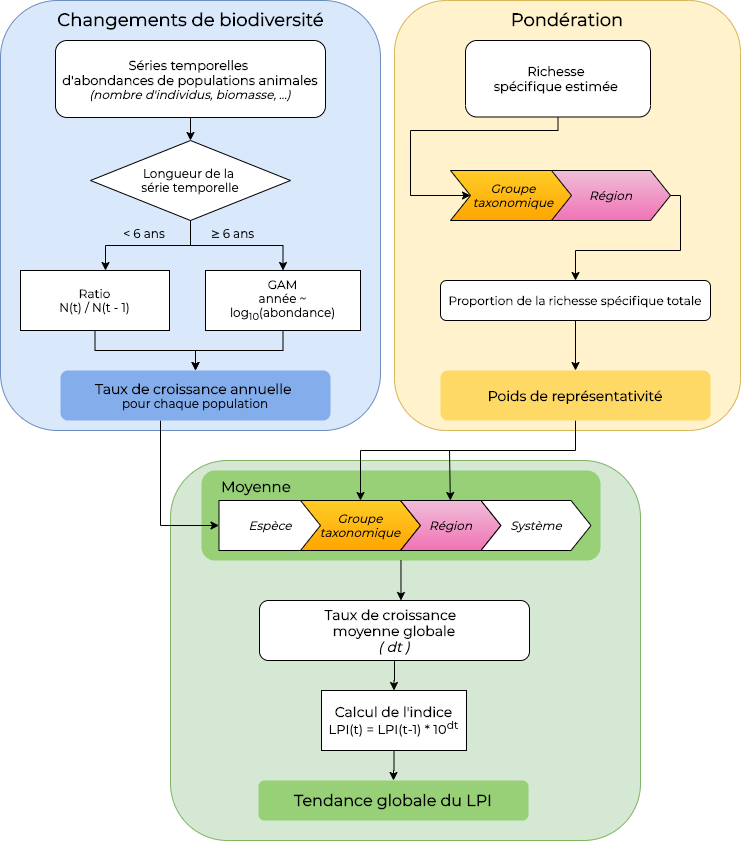 Changements de biodiversité
Séries temporelles
d'abondances de populations animales
(nombre d'individus, biomasse, ...)
Longueur de la
série temporelle
< 6 ans
≥ 6 ans
Ratio
N(t) / N(t - 1)
GAM
année ~
log10(abondance)
Taux de croissance annuelle
pour chaque population
Pondération
Richesse
spécifique estimée
Groupe
taxonomique
Région
Proportion de la richesse spécifique totale
Poids de représentativité
Moyenne
Espèce
Groupe
taxonomique
Région
Système
Taux de croissance
moyenne globale
( dt )
Calcul de l'indice
LPI(t) = LPI(t-1) * 10^dt
Tendance globale du LPI